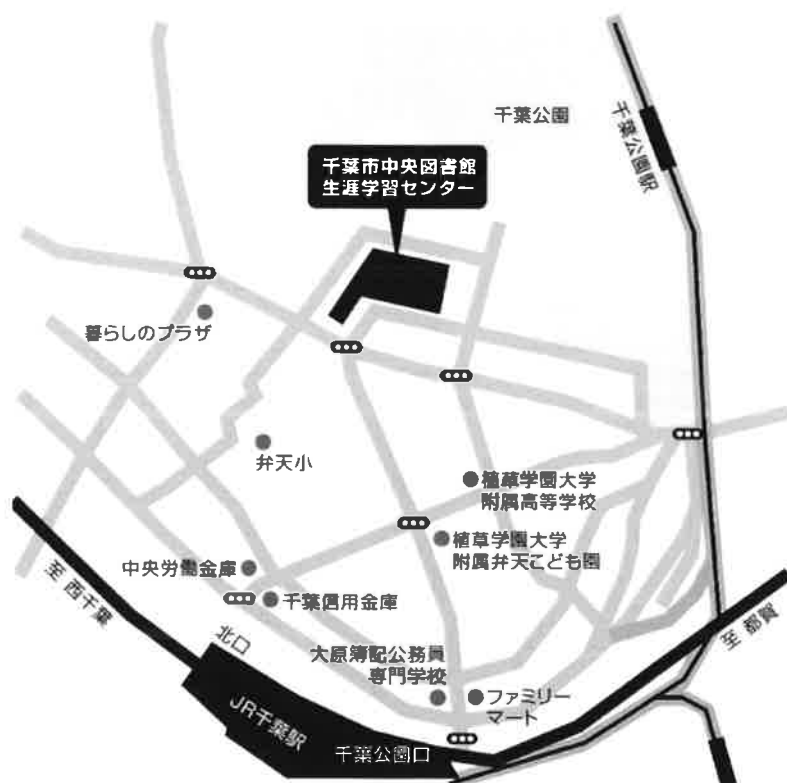 千葉公園
千葉公園駅
千葉市中央図書館
生涯学習センター
暮らしのプラザ
弁天小
植草学園大学
附属高等学校
植草学園大学
附属弁天こども園
中央労働金庫
千葉信用金庫
至 西千葉
北口
大原簿記公務員
専門学校
ファミリー
マート
至 都賀
JR千葉駅
千葉公園口